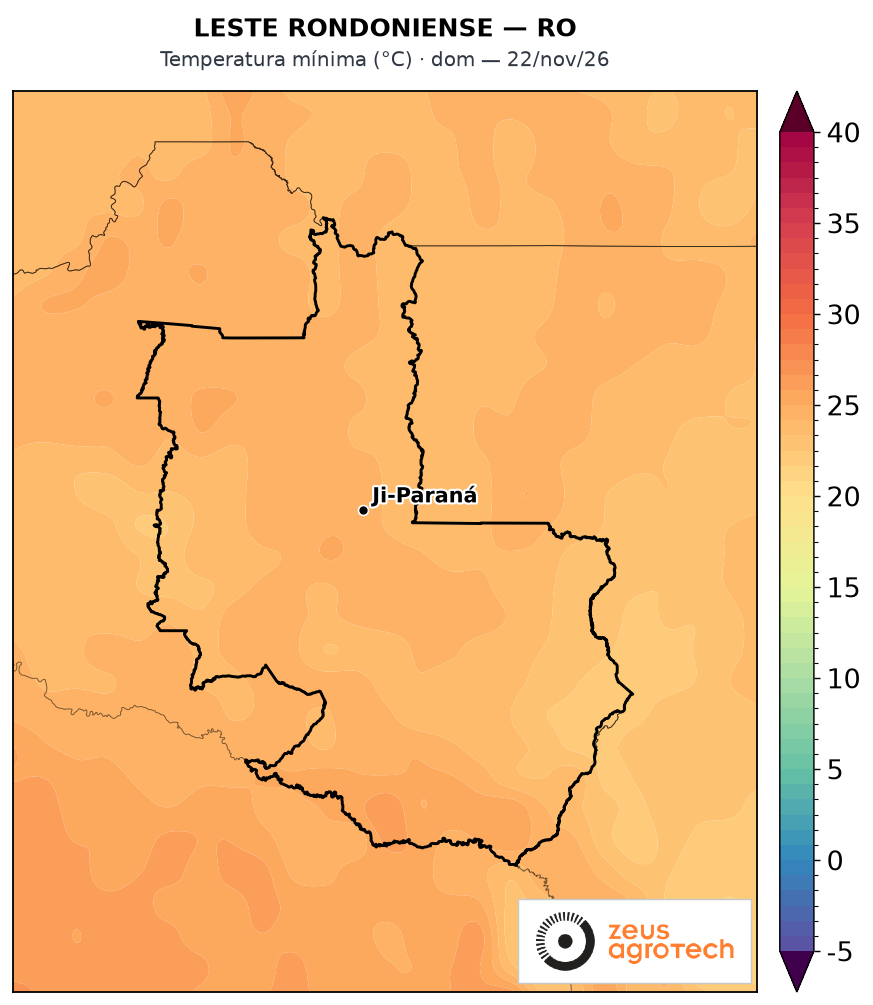 LESTE RONDONIENSE — RO
Temperatura mínima (°C) · dom — 22/nov/26
Ji-Paraná
40
35
30
25
20
15
10
5
0
-5
zeus
agrotech